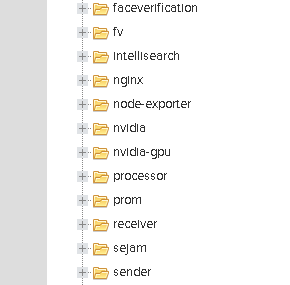 faceverification
fv
intellisearch
nginx
node-exporter
nvidia
nvidia-gpu
processor
prom
receiver
sejam
sender